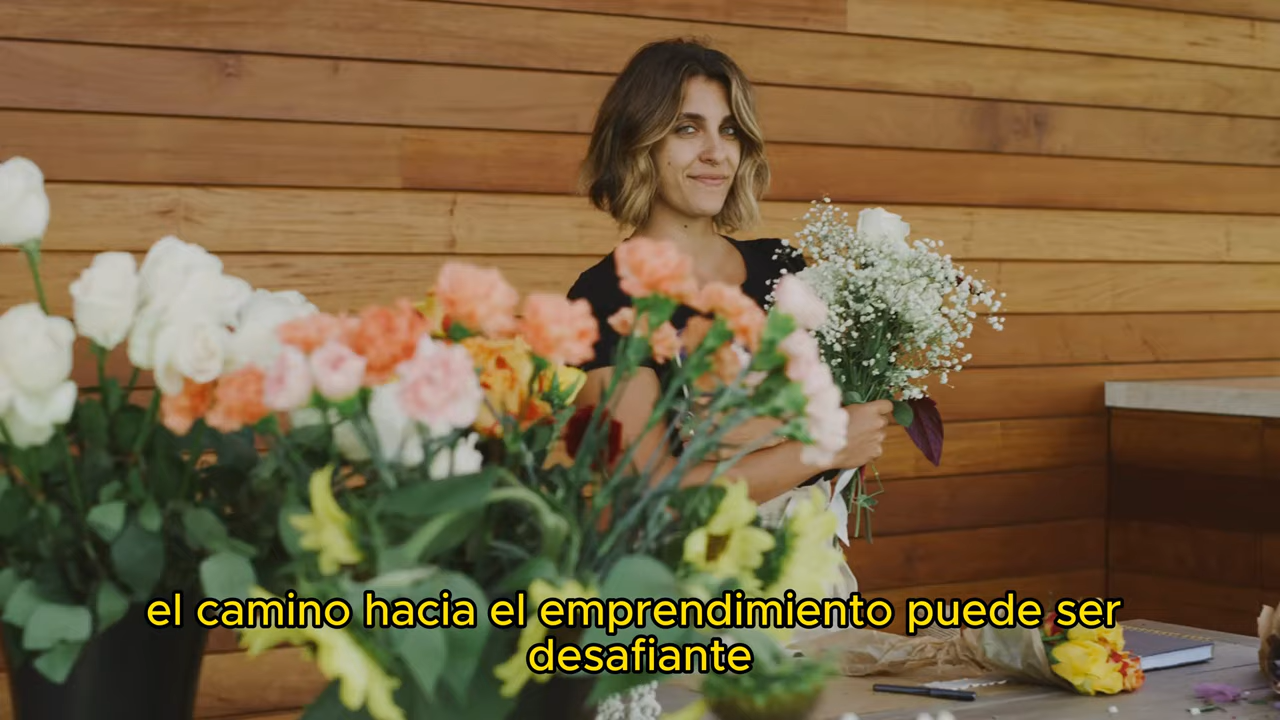 el camino hacia el emprendimiento puede ser
desafiante